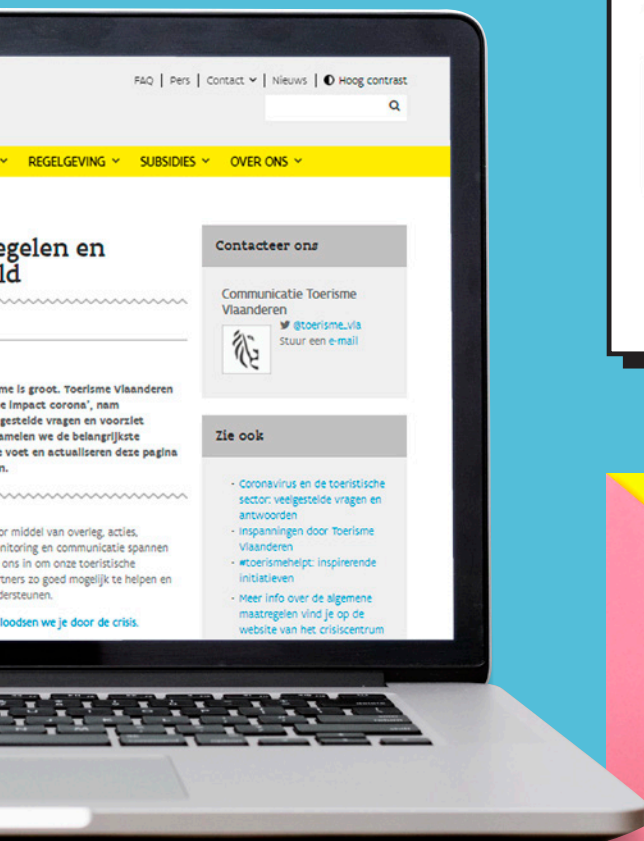 FAQ | Pers | Contact | Nieuws | Hoog contrast
REGELGEVING SUBSIDIES OVER ONS
egelen en
ld
me is groot. Toerisme Vlaanderen
e impact corona', nam
gestelde vragen en voorziet
amelen we de belangrijkste
e voet en actualiseren deze pagina
n.
or middel van overleg, acties,
nitoring en communicatie spannen
ons in om onze toeristische
rtners zo goed mogelijk te helpen en
dersteunen.
loodsen we je door de crisis.
Contacteer ons
Communicatie Toerisme
Vlaanderen
@toerisme_vla
Stuur een e-mail
Zie ook
- Coronavirus en de toeristische
sector: veelgestelde vragen en
antwoorden
- Inspanningen door Toerisme
Vlaanderen
- #toerismehelpt: inspirerende
initiatieven
- Meer info over de algemene
maatregelen vind je op de
website van het crisiscentrum